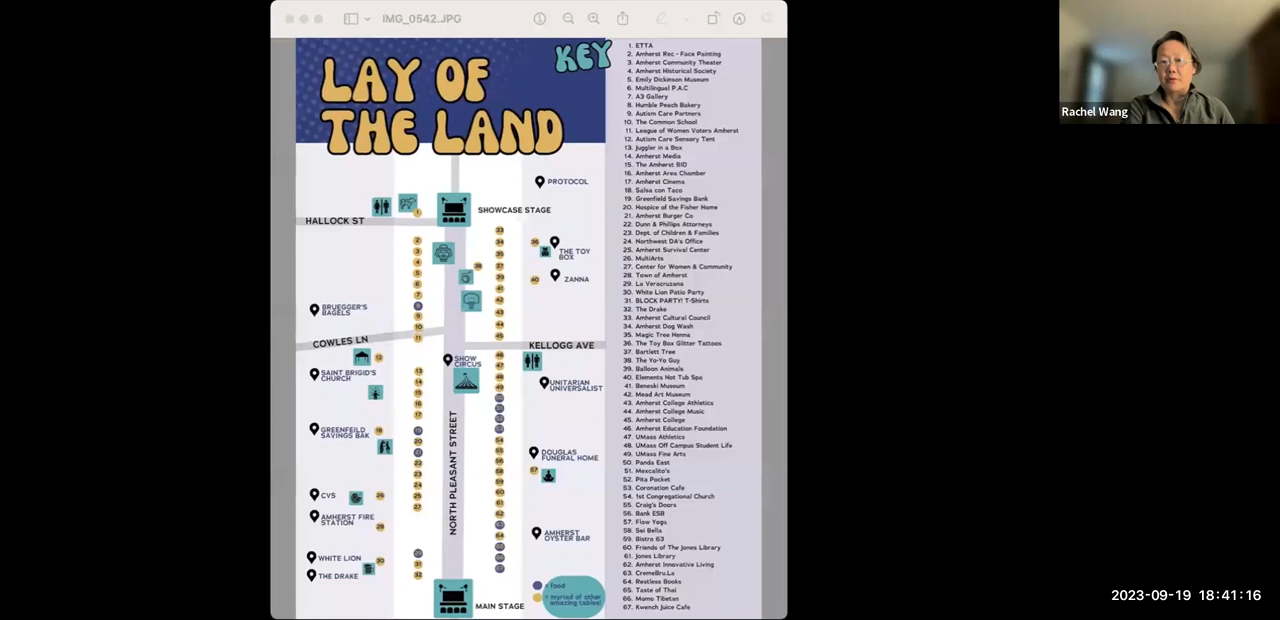 IMG_0542.JPG
LAY OF
THE LAND
KEY
PROTOCOL
SHOWCASE STAGE
HALLOCK ST
THE TOY
BOX
ZANNA
BRUEGGER'S
BAGELS
COWLES LN
KELLOGG AVE
SHOW
CIRCUS
SAINT BRIGID'S
CHURCH
UNITARIAN
UNIVERSALIST
GREENFEILD
SAVINGS BAK
NORTH PLEASANT STREET
DOUGLAS
FUNERAL HOME
CVS
AMHERST FIRE
STATION
AMHERST
OYSTER BAR
WHITE LION
THE DRAKE
MAIN STAGE
= food
= myriad of other
amazing tables!
1. ETTA
2. Amherst Rec - Face Painting
3. Amherst Community Theater
4. Amherst Historical Society
5. Emily Dickinson Museum
6. Multilingual P.A.C
7. A3 Gallery
8. Humble Peach Bakery
9. Autism Care Partners
10. The Common School
11. League of Women Voters Amherst
12. Autism Care Sensory Tent
13. Juggler in a Box
14. Amherst Media
15. The Amherst BID
16. Amherst Area Chamber
17. Amherst Cinema
18. Salsa con Taco
19. Greenfield Savings Bank
20. Hospice of the Fisher Home
21. Amherst Burger Co
22. Dunn & Phillips Attorneys
23. Dept. of Children & Families
24. Northwest DA's Office
25. Amherst Survival Center
26. MultiArts
27. Center for Women & Community
28. Town of Amherst
29. La Veracruzana
30. White Lion Patio Party
31. BLOCK PARTY! T-Shirts
32. The Drake
33. Amherst Cultural Council
34. Amherst Dog Wash
35. Magic Tree Henna
36. The Toy Box Glitter Tattoos
37. Bartlett Tree
38. The Yo-Yo Guy
39. Balloon Animals
40. Elements Hot Tub Spa
41. Beneski Museum
42. Mead Art Museum
43. Amherst College Athletics
44. Amherst College Music
45. Amherst College
46. Amherst Education Foundation
47. UMass Athletics
48. UMass Off Campus Student Life
49. UMass Fine Arts
50. Panda East
51. Mexcalito's
52. Pita Pocket
53. Coronation Cafe
54. 1st Congregational Church
55. Craig's Doors
56. Bank ESB
57. Flow Yoga
58. Sei Bella
59. Bistro 63
60. Friends of The Jones Library
61. Jones Library
62. Amherst Innovative Living
63. CremeBru.La
64. Restless Books
65. Taste of Thai
66. Momo Tibetan
67. Kwench Juice Cafe
Rachel Wang
2023-09-19 18:41:16